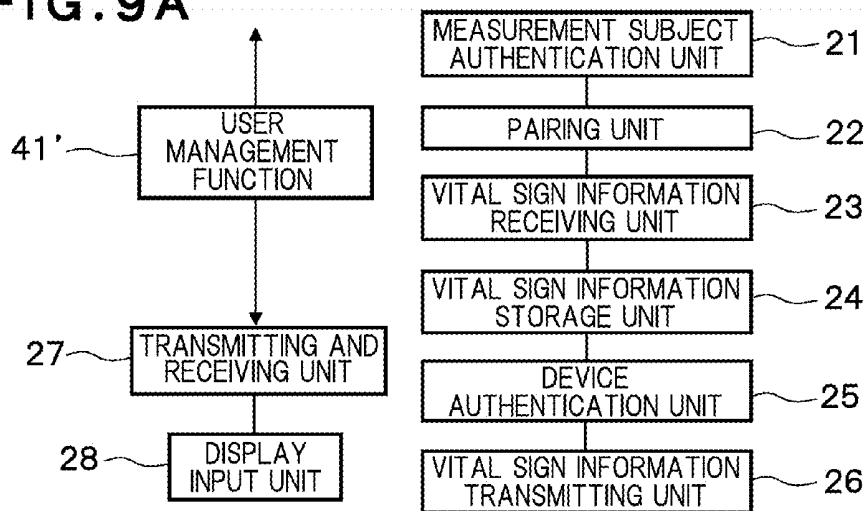 FIG.9A
41'
USER
MANAGEMENT
FUNCTION
27
TRANSMITTING AND
RECEIVING UNIT
28
DISPLAY
INPUT UNIT
MEASUREMENT SUBJECT
AUTHENTICATION UNIT
21
PAIRING UNIT
22
VITAL SIGN INFORMATION
RECEIVING UNIT
23
VITAL SIGN INFORMATION
STORAGE UNIT
24
DEVICE
AUTHENTICATION UNIT
25
VITAL SIGN INFORMATION
TRANSMITTING UNIT
26